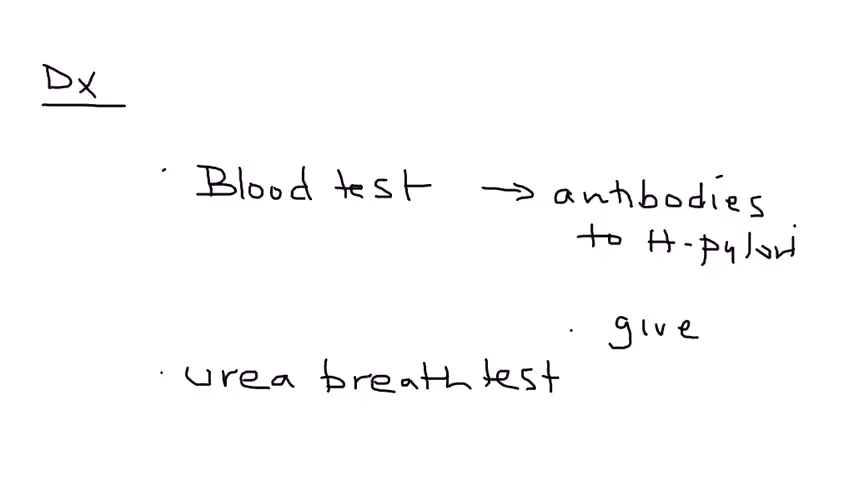 Dx
· Blood test → antibodies
to H-pylori
· give
· urea breath test